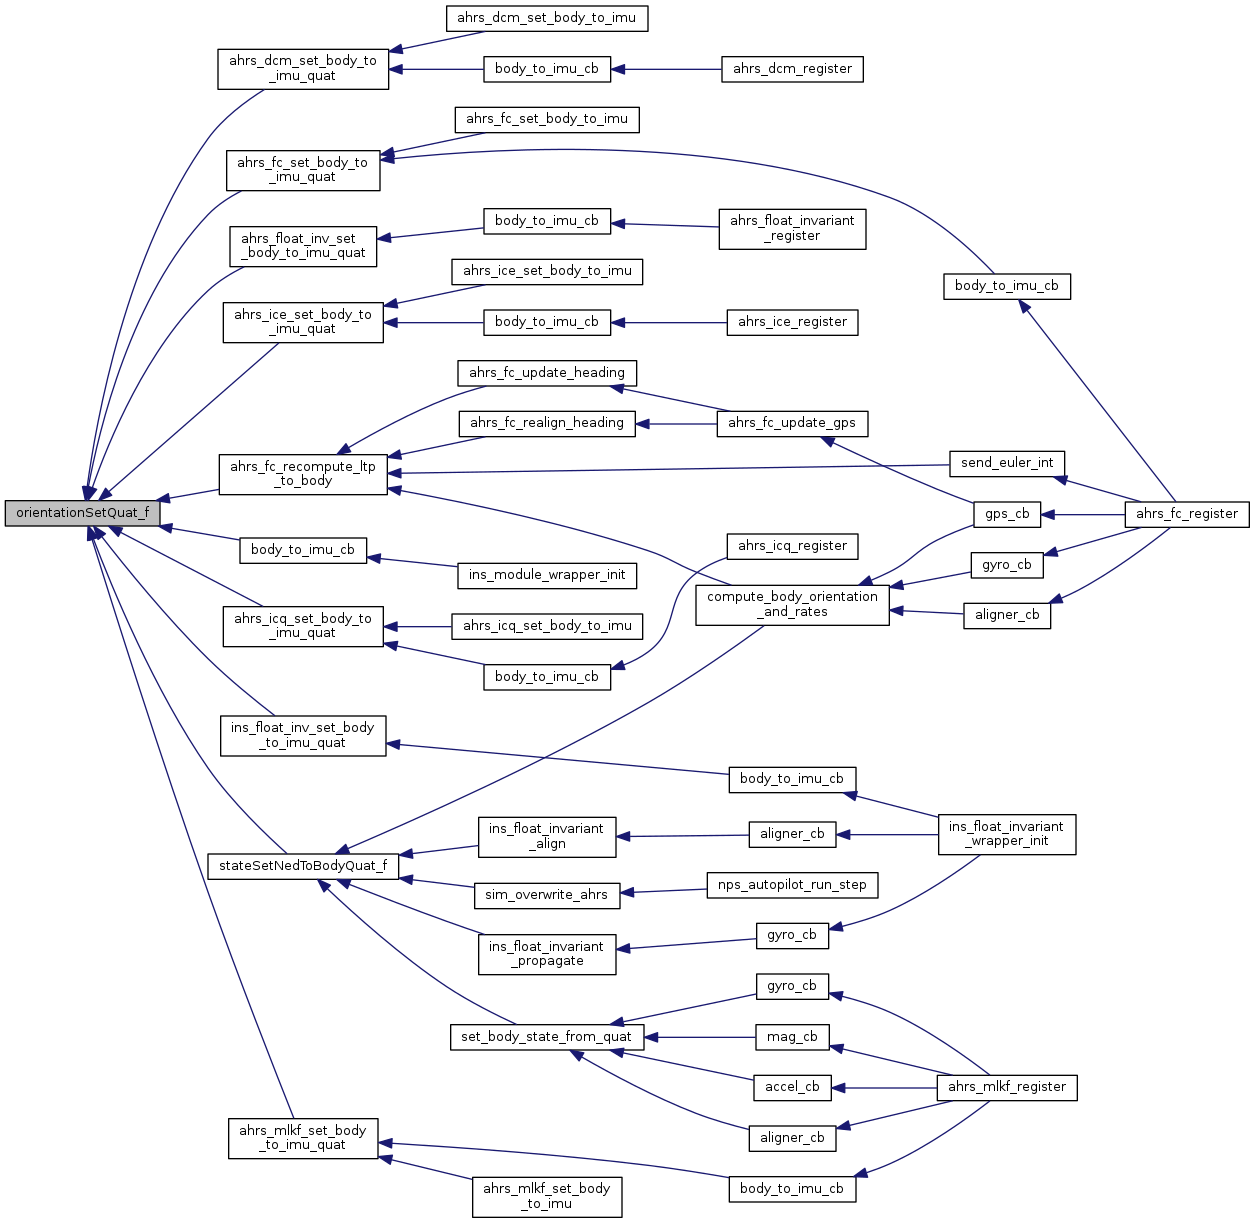 ahrs_dcm_set_body_to_imu
ahrs_dcm_set_body_to
_imu_quat
body_to_imu_cb
ahrs_dcm_register
ahrs_fc_set_body_to_imu
ahrs_fc_set_body_to
_imu_quat
ahrs_float_inv_set
_body_to_imu_quat
body_to_imu_cb
ahrs_float_invariant
_register
ahrs_ice_set_body_to_imu
body_to_imu_cb
ahrs_ice_set_body_to
_imu_quat
body_to_imu_cb
ahrs_ice_register
ahrs_fc_update_heading
ahrs_fc_realign_heading
ahrs_fc_update_gps
ahrs_fc_recompute_ltp
_to_body
send_euler_int
orientationSetQuat_f
gps_cb
ahrs_fc_register
body_to_imu_cb
ins_module_wrapper_init
ahrs_icq_register
gyro_cb
compute_body_orientation
_and_rates
aligner_cb
ahrs_icq_set_body_to
_imu_quat
ahrs_icq_set_body_to_imu
body_to_imu_cb
ins_float_inv_set_body
_to_imu_quat
body_to_imu_cb
ins_float_invariant
_align
aligner_cb
ins_float_invariant
_wrapper_init
stateSetNedToBodyQuat_f
sim_overwrite_ahrs
nps_autopilot_run_step
ins_float_invariant
_propagate
gyro_cb
gyro_cb
set_body_state_from_quat
mag_cb
accel_cb
ahrs_mlkf_register
aligner_cb
ahrs_mlkf_set_body
_to_imu_quat
body_to_imu_cb
ahrs_mlkf_set_body
_to_imu